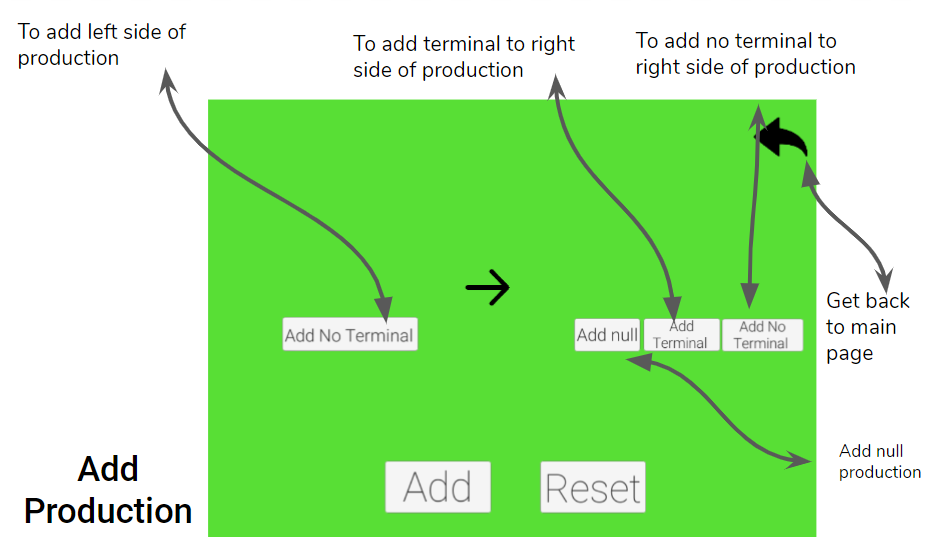 To add left side of
production
To add terminal to right
side of production
To add no terminal to
right side of production
Get back
to main
page
Add No Terminal
Add null
Add
Terminal
Add No
Terminal
Add null
production
Add
Production
Add
Reset